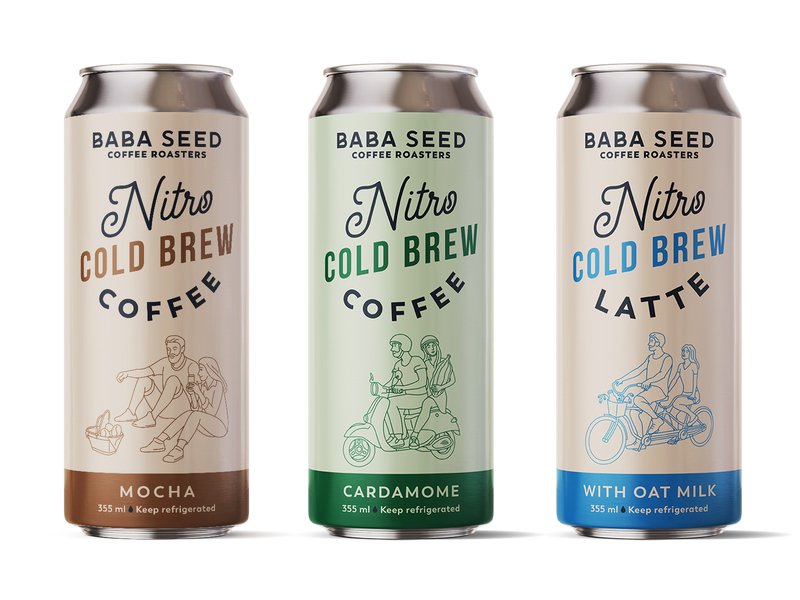 BABA SEED
COFFEE ROASTERS
Nitro
COLD BREW
COFFEE
MOCHA
355 ml Keep refrigerated
BABA SEED
COFFEE ROASTERS
Nitro
COLD BREW
COFFEE
CARDAMOME
355 ml Keep refrigerated
BABA SEED
COFFEE ROASTERS
Nitro
COLD BREW
LATTE
WITH OAT MILK
355 ml Keep refrigerated